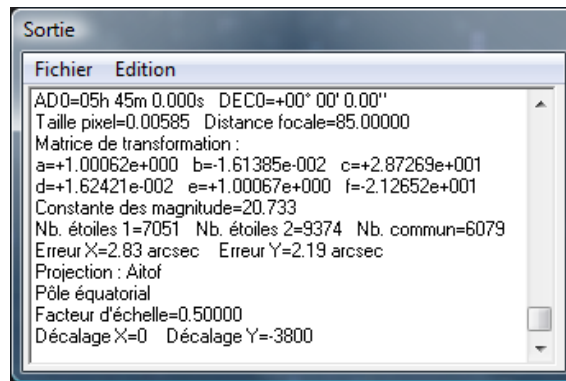 Sortie
Fichier Edition
AD0=05h 45m 0.000s DEC0=+00° 00' 0.00''
Taille pixel=0.00585 Distance focale=85.00000
Matrice de transformation :
a=+1.00062e+000 b=-1.61385e-002 c=+2.87269e+001
d=+1.62421e-002 e=+1.00067e+000 f=-2.12652e+001
Constante des magnitude=20.733
Nb. étoiles 1=7051 Nb. étoiles 2=9374 Nb. commun=6079
Erreur X=2.83 arcsec Erreur Y=2.19 arcsec
Projection : Aitof
Pôle équatorial
Facteur d'échelle=0.50000
Décalage X=0 Décalage Y=-3800